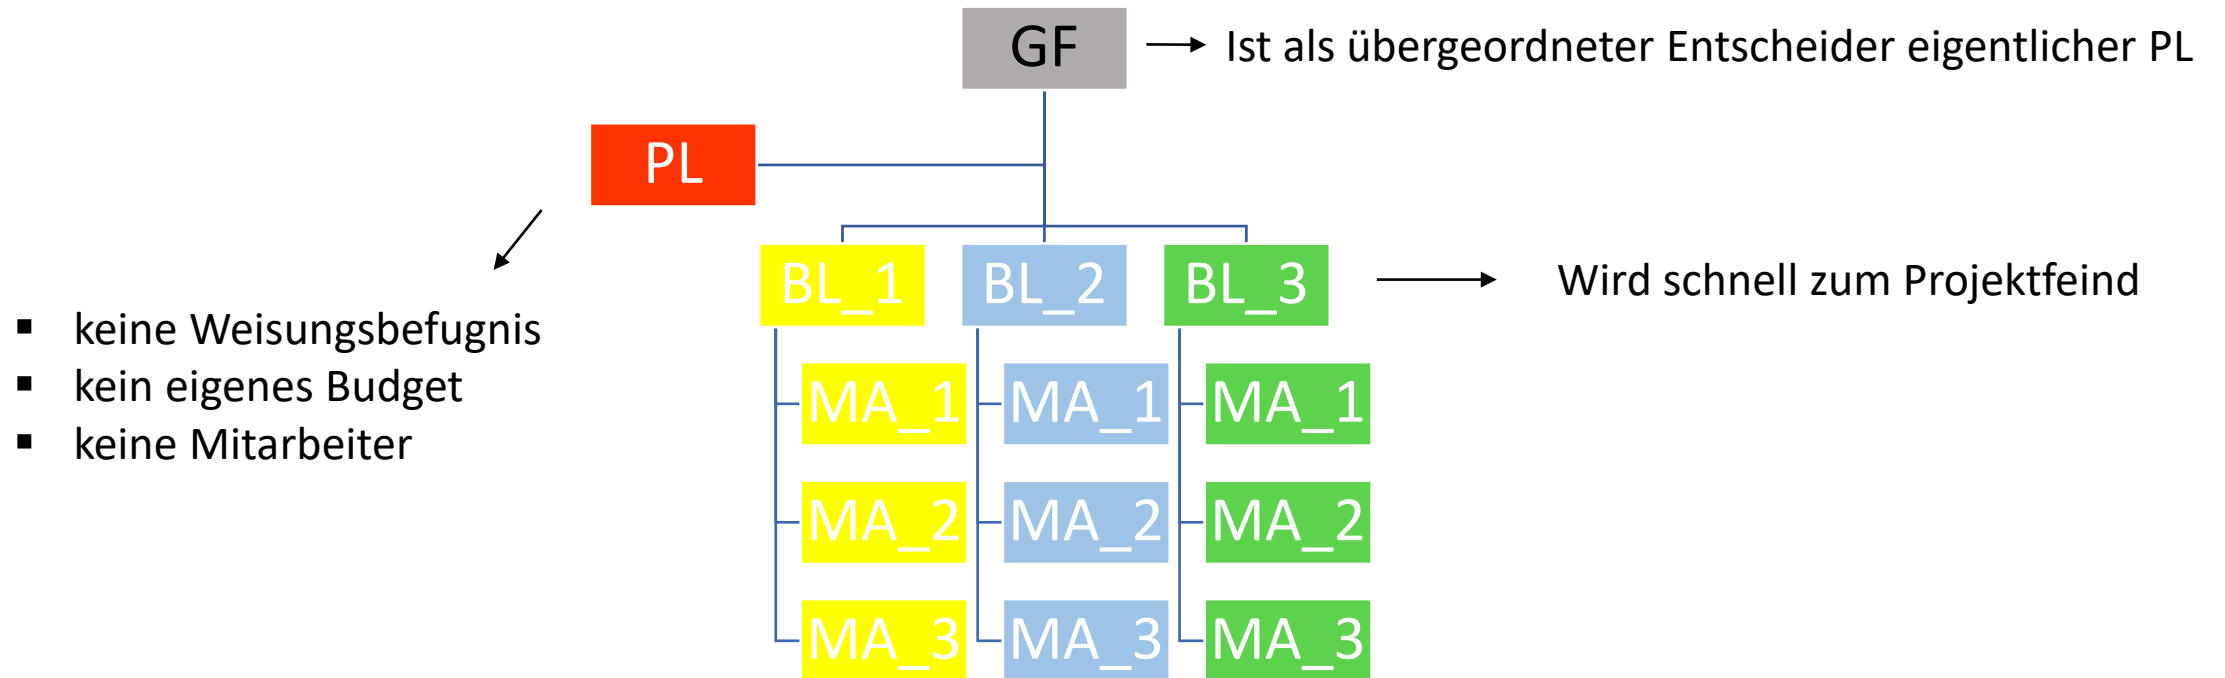 GF
Ist als übergeordneter Entscheider eigentlicher PL
PL
BL_1
BL_2
BL_3
Wird schnell zum Projektfeind
▪ keine Weisungsbefugnis
▪ kein eigenes Budget
▪ keine Mitarbeiter
MA_1
MA_1
MA_1
MA_2
MA_2
MA_2
MA_3
MA_3
MA_3